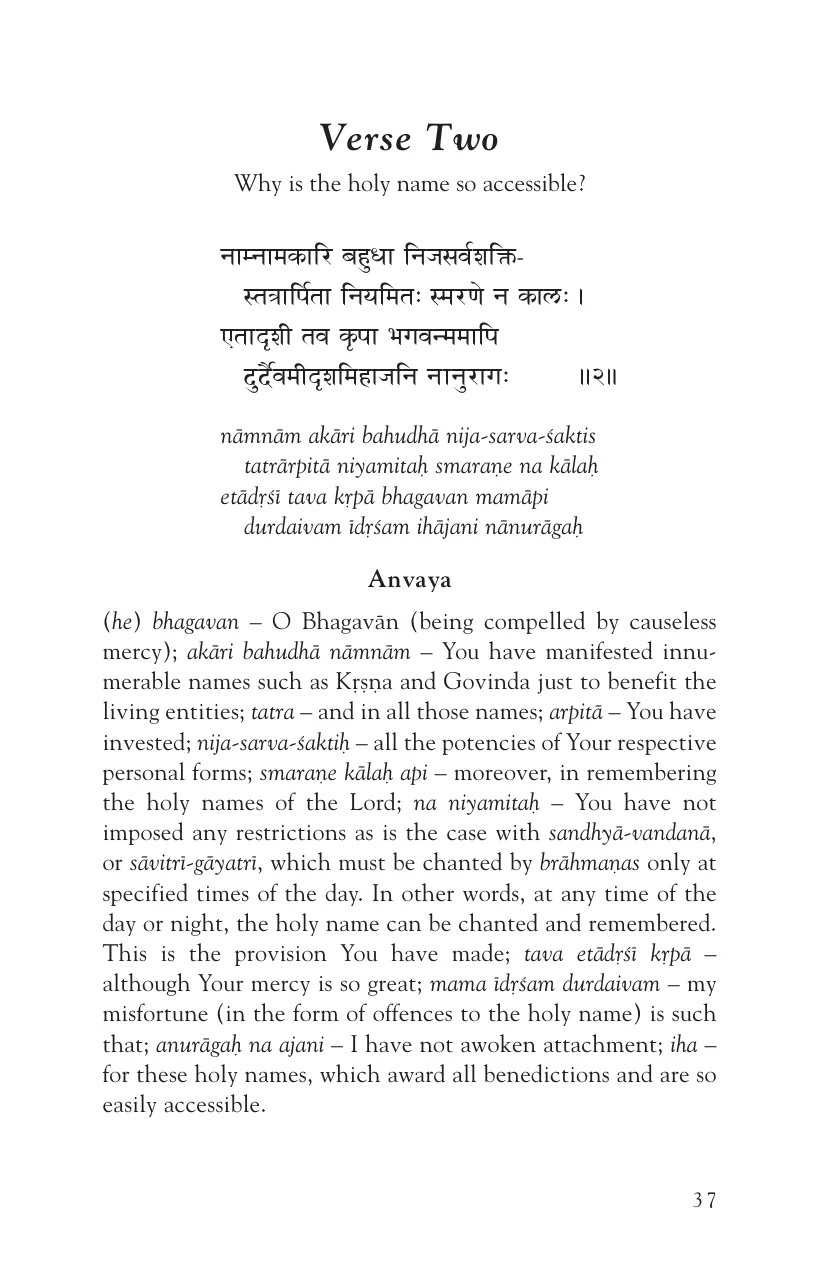 Verse Two
Why is the holy name so accessible?
नाम्नामकारि बहुधा निजसर्वशक्ति-
स्तत्रार्पिता नियमितः स्मरणे न कालः ।
एतादृशी तव कृपा भगवन्ममापि
दुर्दैवमीदृशमिहाजनि नानुरागः ॥२॥
nāmnām akāri bahudhā nija-sarva-śaktis
tatrārpitā niyamitaḥ smaraṇe na kālaḥ
etādṛśī tava kṛpā bhagavan mamāpi
durdaivam īdṛśam ihājani nānurāgaḥ
Anvaya
(he) bhagavan – O Bhagavān (being compelled by causeless
mercy); akāri bahudhā nāmnām – You have manifested innu-
merable names such as Kṛṣṇa and Govinda just to benefit the
living entities; tatra – and in all those names; arpitā – You have
invested; nija-sarva-śaktiḥ – all the potencies of Your respective
personal forms; smaraṇe kālaḥ api – moreover, in remembering
the holy names of the Lord; na niyamitaḥ – You have not
imposed any restrictions as is the case with sandhyā-vandanā,
or sāvitrī-gāyatrī, which must be chanted by brāhmaṇas only at
specified times of the day. In other words, at any time of the
day or night, the holy name can be chanted and remembered.
This is the provision You have made; tava etādṛśī kṛpā –
although Your mercy is so great; mama īdṛśam durdaivam – my
misfortune (in the form of offences to the holy name) is such
that; anurāgaḥ na ajani – I have not awoken attachment; iha –
for these holy names, which award all benedictions and are so
easily accessible.
37